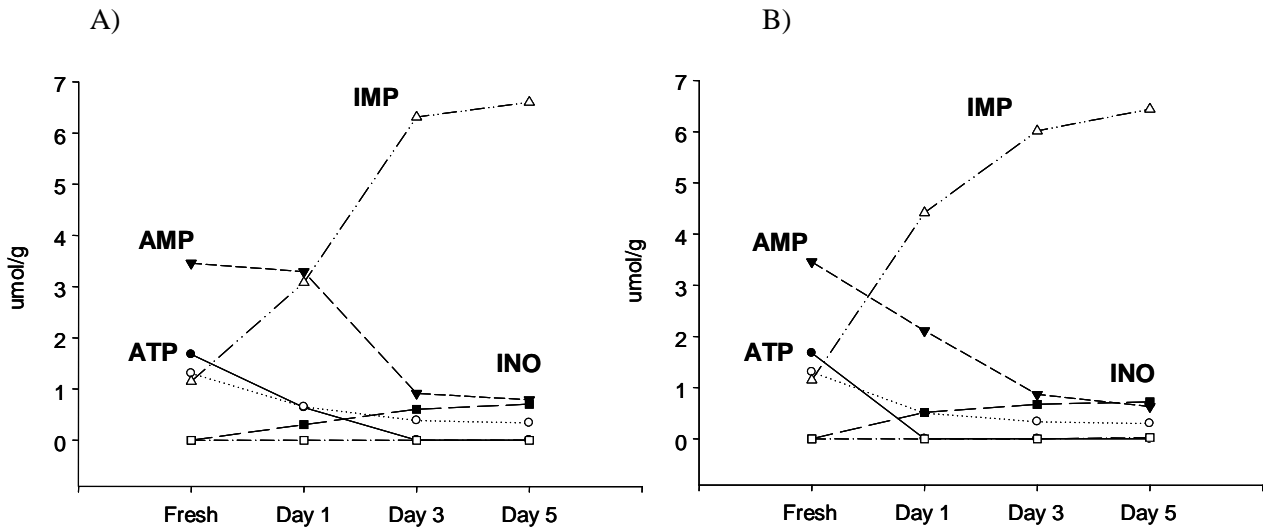 A)
7
6
5
4
3
2
1
0
umol/g
IMP
AMP
ATP
INO
Fresh Day 1 Day 3 Day 5
B)
7
6
5
4
3
2
1
0
umol/g
IMP
AMP
ATP
INO
Fresh Day 1 Day 3 Day 5